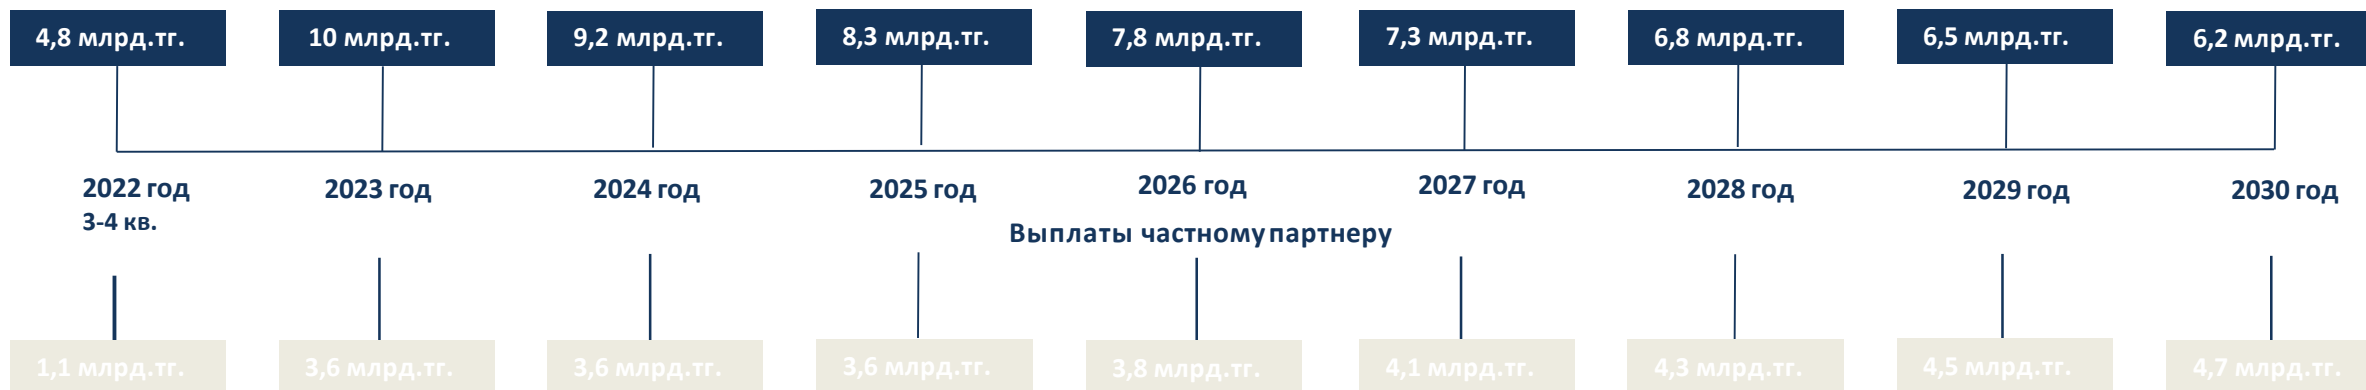 4,8 млрд.тг. 10 млрд.тг. 9,2 млрд.тг. 8,3 млрд.тг. 7,8 млрд.тг. 7,3 млрд.тг. 6,8 млрд.тг. 6,5 млрд.тг. 6,2 млрд.тг.
2022 год 2023 год 2024 год 2025 год 2026 год 2027 год 2028 год 2029 год 2030 год
3-4 кв.
Выплаты частному партнеру
1,1 млрд.тг. 3,6 млрд.тг. 3,6 млрд.тг. 3,6 млрд.тг. 3,8 млрд.тг. 4,1 млрд.тг. 4,3 млрд.тг. 4,5 млрд.тг. 4,7 млрд.тг.